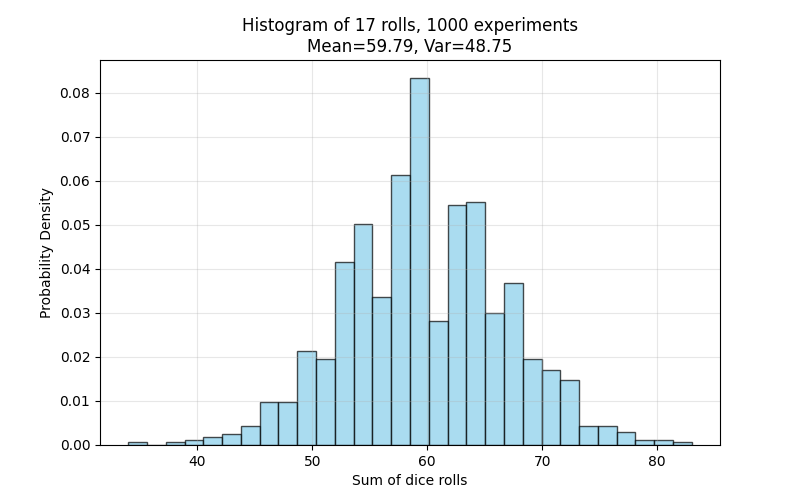 Histogram of 17 rolls, 1000 experiments
Mean=59.79, Var=48.75
0.08
0.07
0.06
0.05
0.04
0.03
0.02
0.01
0.00
Probability Density
40 50 60 70 80
Sum of dice rolls